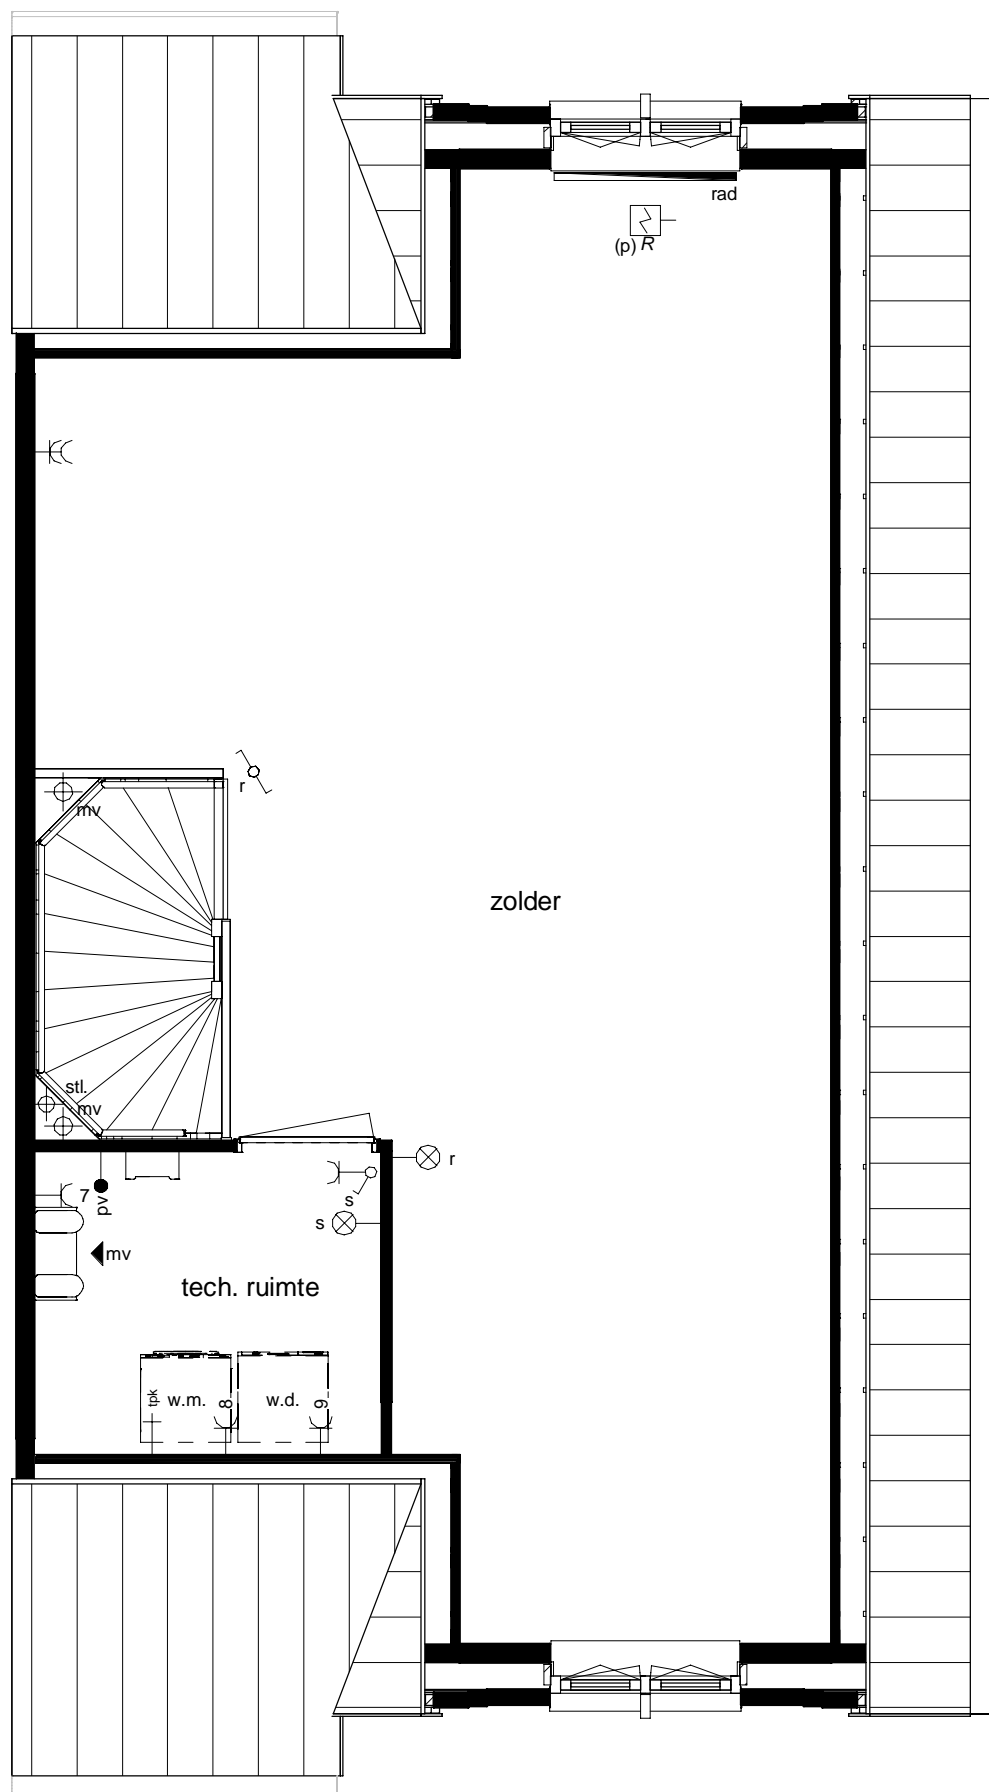 rad
(p) R
r
mv
zolder
stl.
mv
r
7
pv
s
s
mv
tech. ruimte
tpk
w.m.
8
w.d.
9